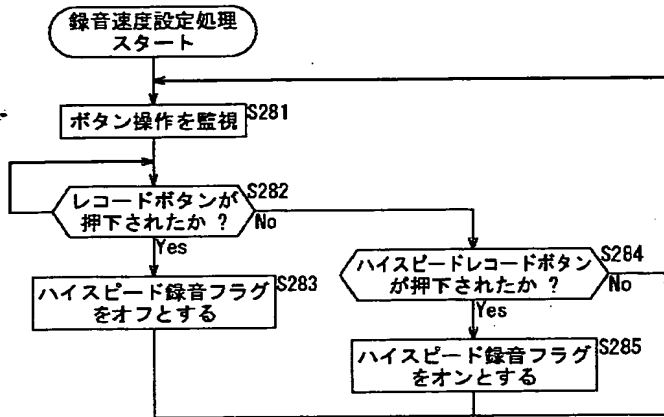 録音速度設定処理
スタート
ボタン操作を監視
S281
レコードボタンが
押下されたか ?
S282
No
Yes
ハイスピード録音フラグ
をオフとする
S283
ハイスピードレコードボタン
が押下されたか ?
S284
No
Yes
ハイスピード録音フラグ
をオンとする
S285